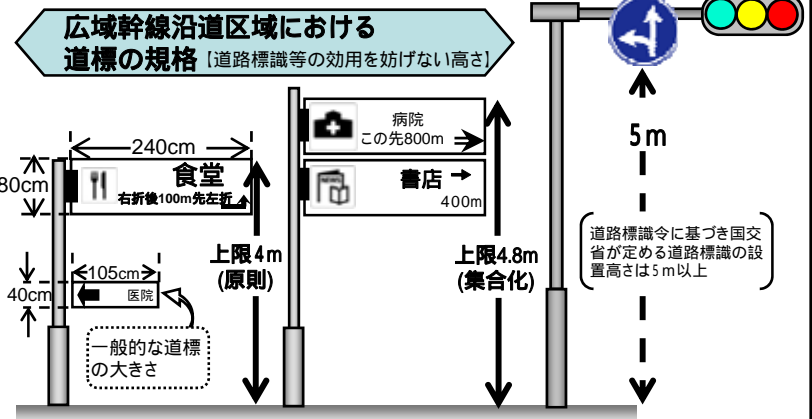 広域幹線沿道区域における
道標の規格【道路標識等の効用を妨げない高さ】
240cm
80cm
食堂
右折後100m先左折
105cm
40cm
医院
一般的な道標
の大きさ
上限4m
(原則)
病院
この先800m
NEWS
書店
400m
上限4.8m
(集合化)
5m
道路標識令に基づき国交
省が定める道路標識の設
置高さは5m以上